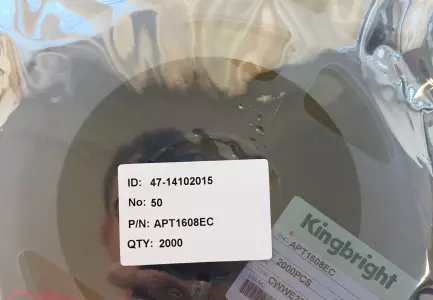 ID: 47-14102015
No: 50
P/N: APT1608EC
QTY: 2000
Kingbright
APT1608EC
2000PCS